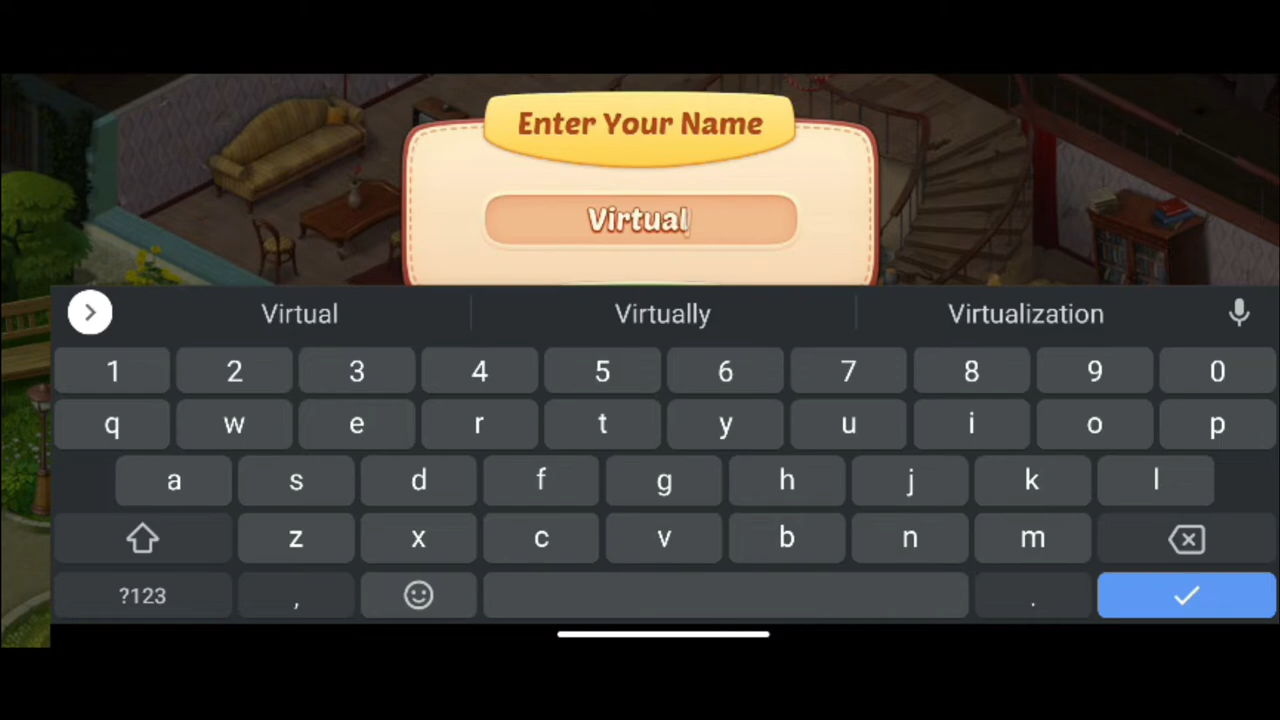 Enter Your Name
Virtual
Virtual Virtually Virtualization
1 2 3 4 5 6 7 8 9 0
q w e r t y u i o p
a s d f g h j k l
z x c v b n m
?123 , .